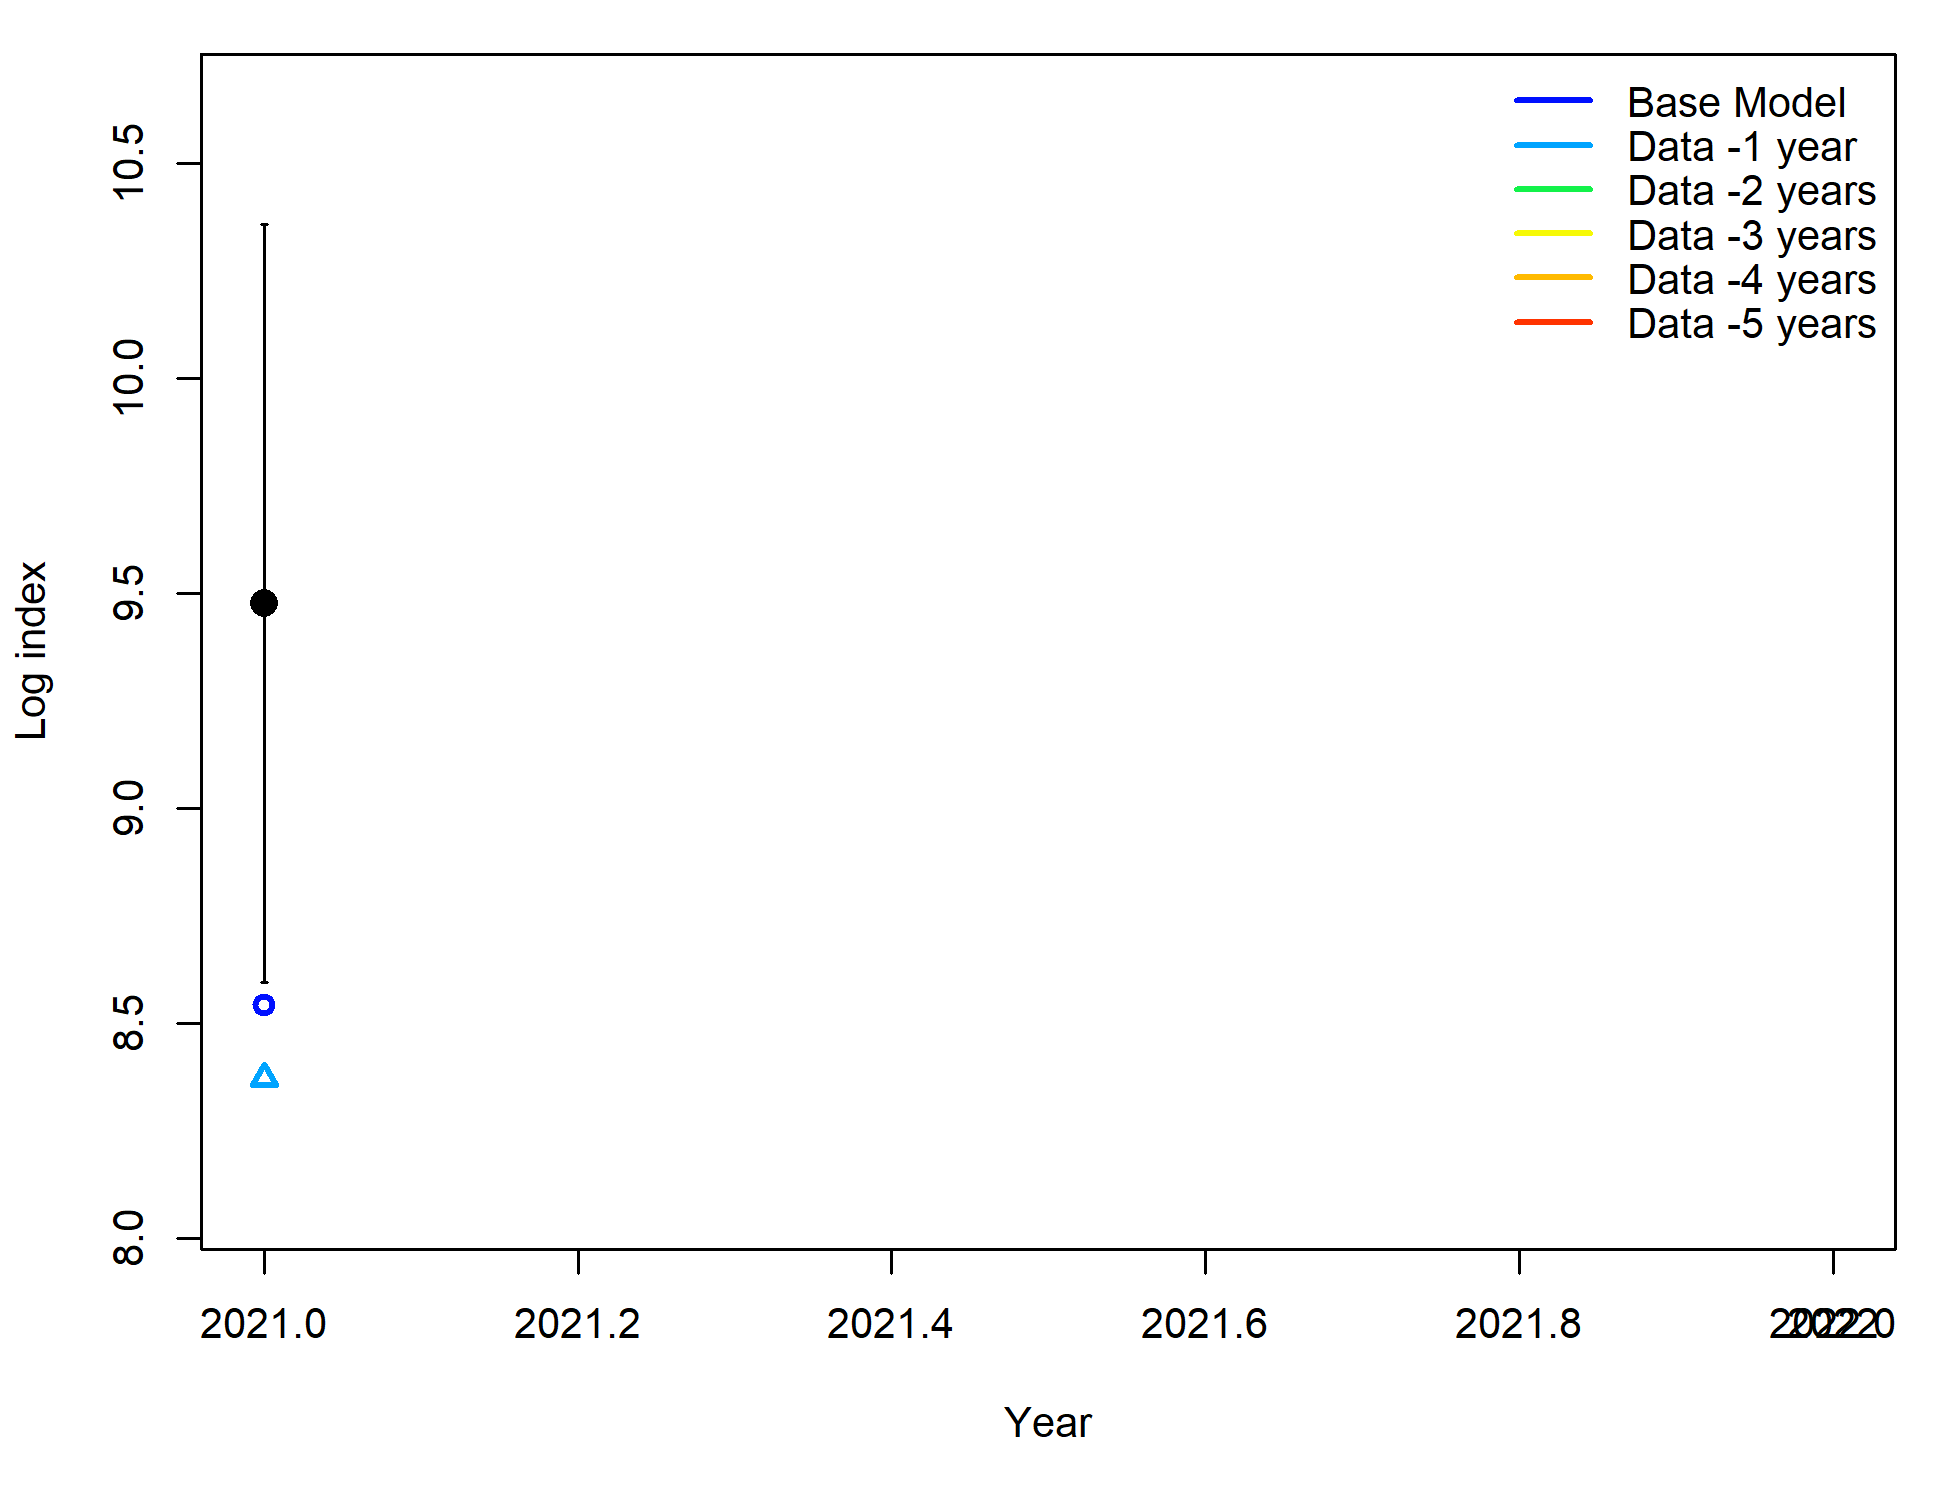 Base Model
Data -1 year
Data -2 years
Data -3 years
Data -4 years
Data -5 years
10.5
10.0
9.5
9.0
8.5
8.0
Log index
2021.0 2021.2 2021.4 2021.6 2021.8
Year